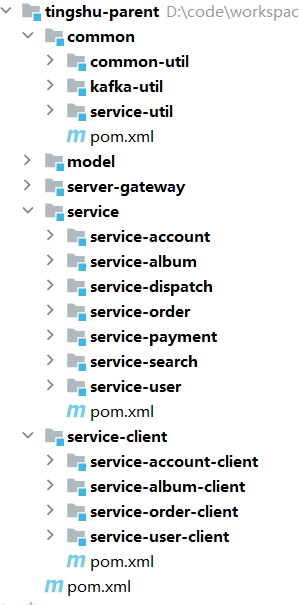 tingshu-parent D:\code\workspac
common
common-util
kafka-util
service-util
m pom.xml
model
server-gateway
service
service-account
service-album
service-dispatch
service-order
service-payment
service-search
service-user
m pom.xml
service-client
service-account-client
service-album-client
service-order-client
service-user-client
m pom.xml
m pom.xml